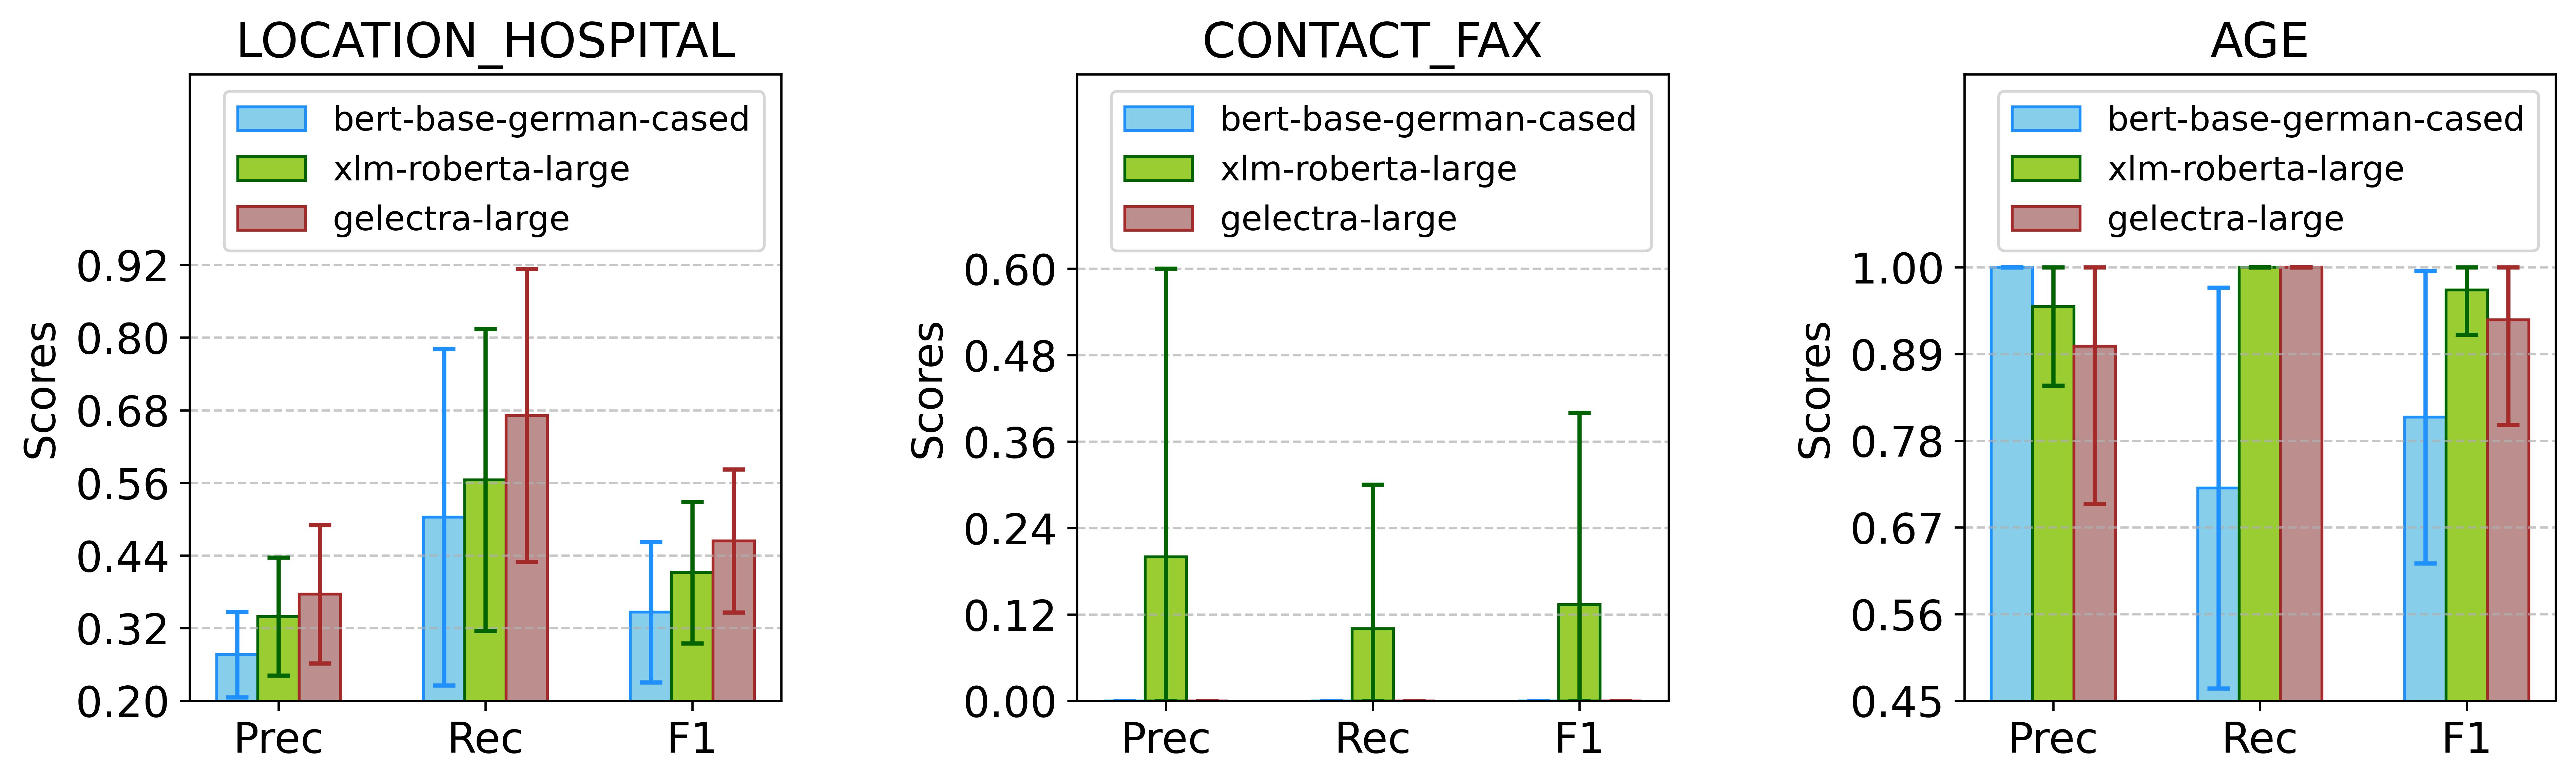 LOCATION_HOSPITAL
bert-base-german-cased
xlm-roberta-large
gelectra-large
Scores
0.92
0.80
0.68
0.56
0.44
0.32
0.20
Prec
Rec
F1
CONTACT_FAX
bert-base-german-cased
xlm-roberta-large
gelectra-large
Scores
0.60
0.48
0.36
0.24
0.12
0.00
Prec
Rec
F1
AGE
bert-base-german-cased
xlm-roberta-large
gelectra-large
Scores
1.00
0.89
0.78
0.67
0.56
0.45
Prec
Rec
F1